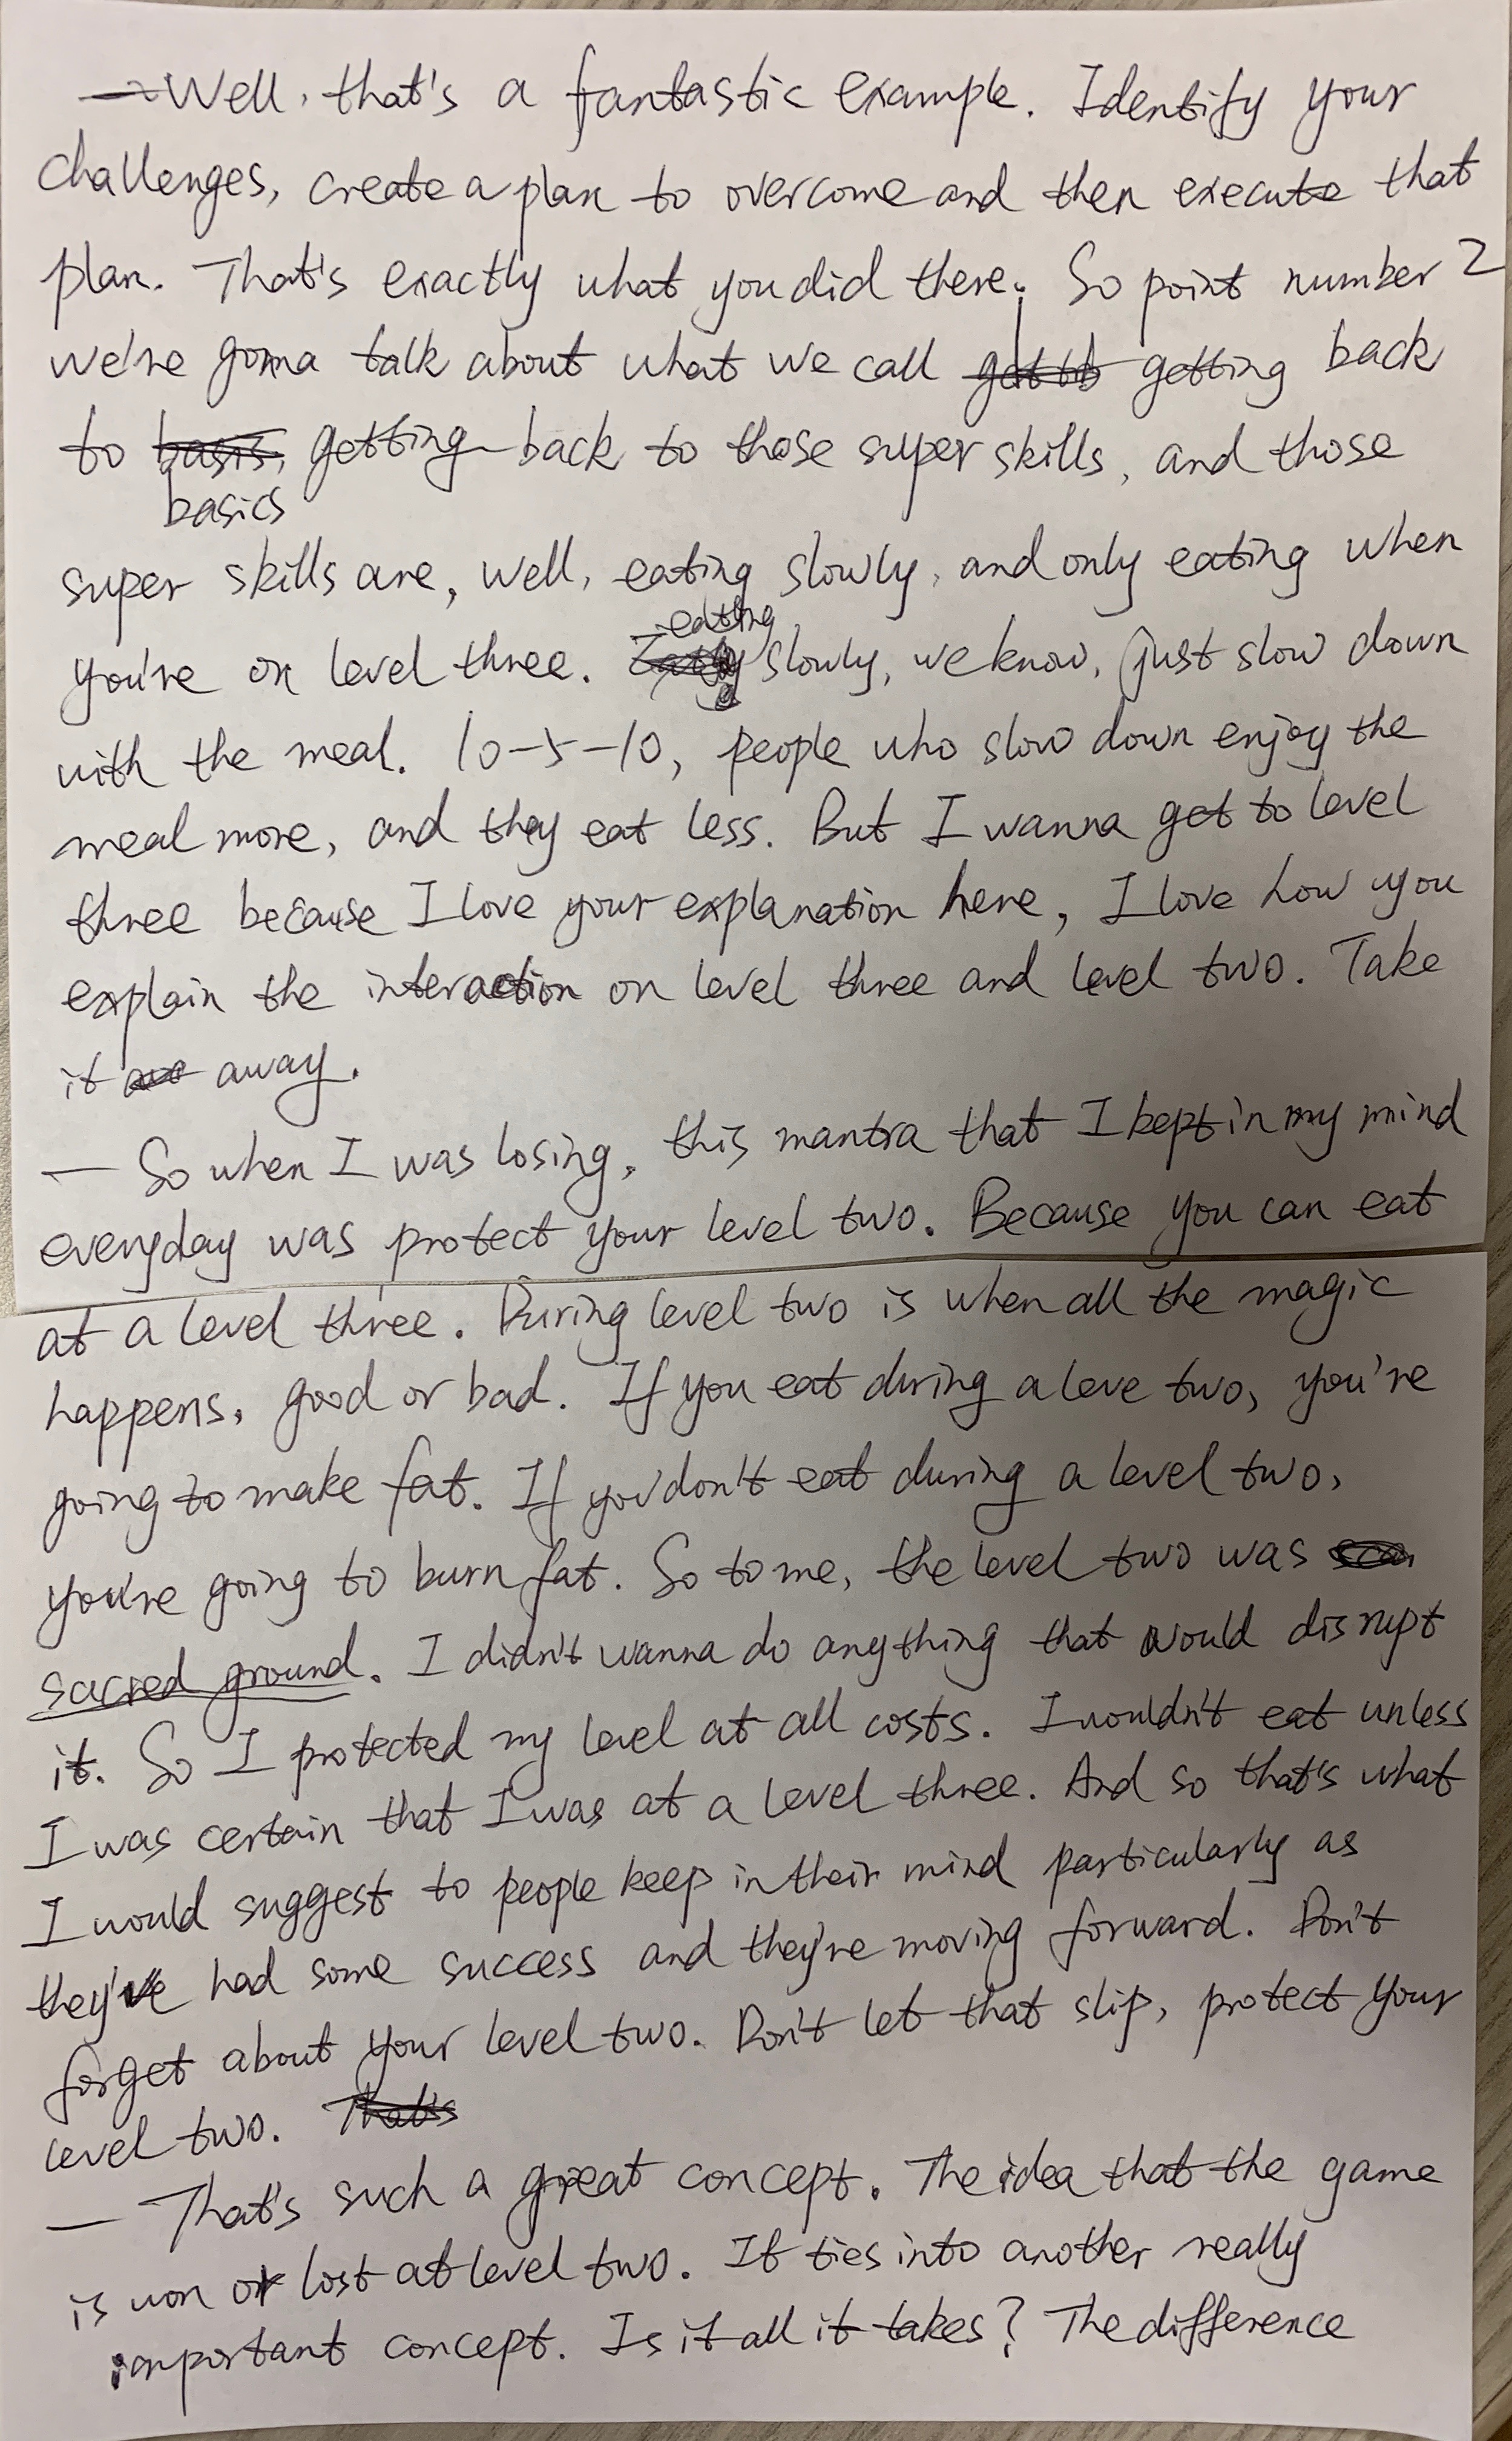 — Well, that's a fantastic example. Identify your
challenges, create a plan to overcome and then execute that
plan. That's exactly what you did there. So point number 2
we're gonna talk about what we call getting back
to basics, getting back to those super skills, and those
super skills are, well, eating slowly, and only eating when
you're on level three. eating slowly, we know, just slow down
with the meal. 10-5-10, people who slow down enjoy the
meal more, and they eat less. But I wanna get to level
three because I love your explanation here, I love how you
explain the interaction on level three and level two. Take
it away.
— So when I was losing, this mantra that I kept in my mind
everyday was protect your level two. Because you can eat
at a level three. During level two is when all the magic
happens, good or bad. If you eat during a leve two, you're
going to make fat. If you don't eat during a level two,
you're going to burn fat. So to me, the level two was
sacred ground. I didn't wanna do anything that would disrupt
it. So I protected my level at all costs. I wouldn't eat unless
I was certain that I was at a level three. And so that's what
I would suggest to people keep in their mind particularly as
they've had some success and they're moving forward. Don't
forget about your level two. Don't let that slip, protect your
level two. That's
— That's such a great concept. The idea that the game
is won or lost at level two. It ties into another really
important concept. Is it all it takes? The difference